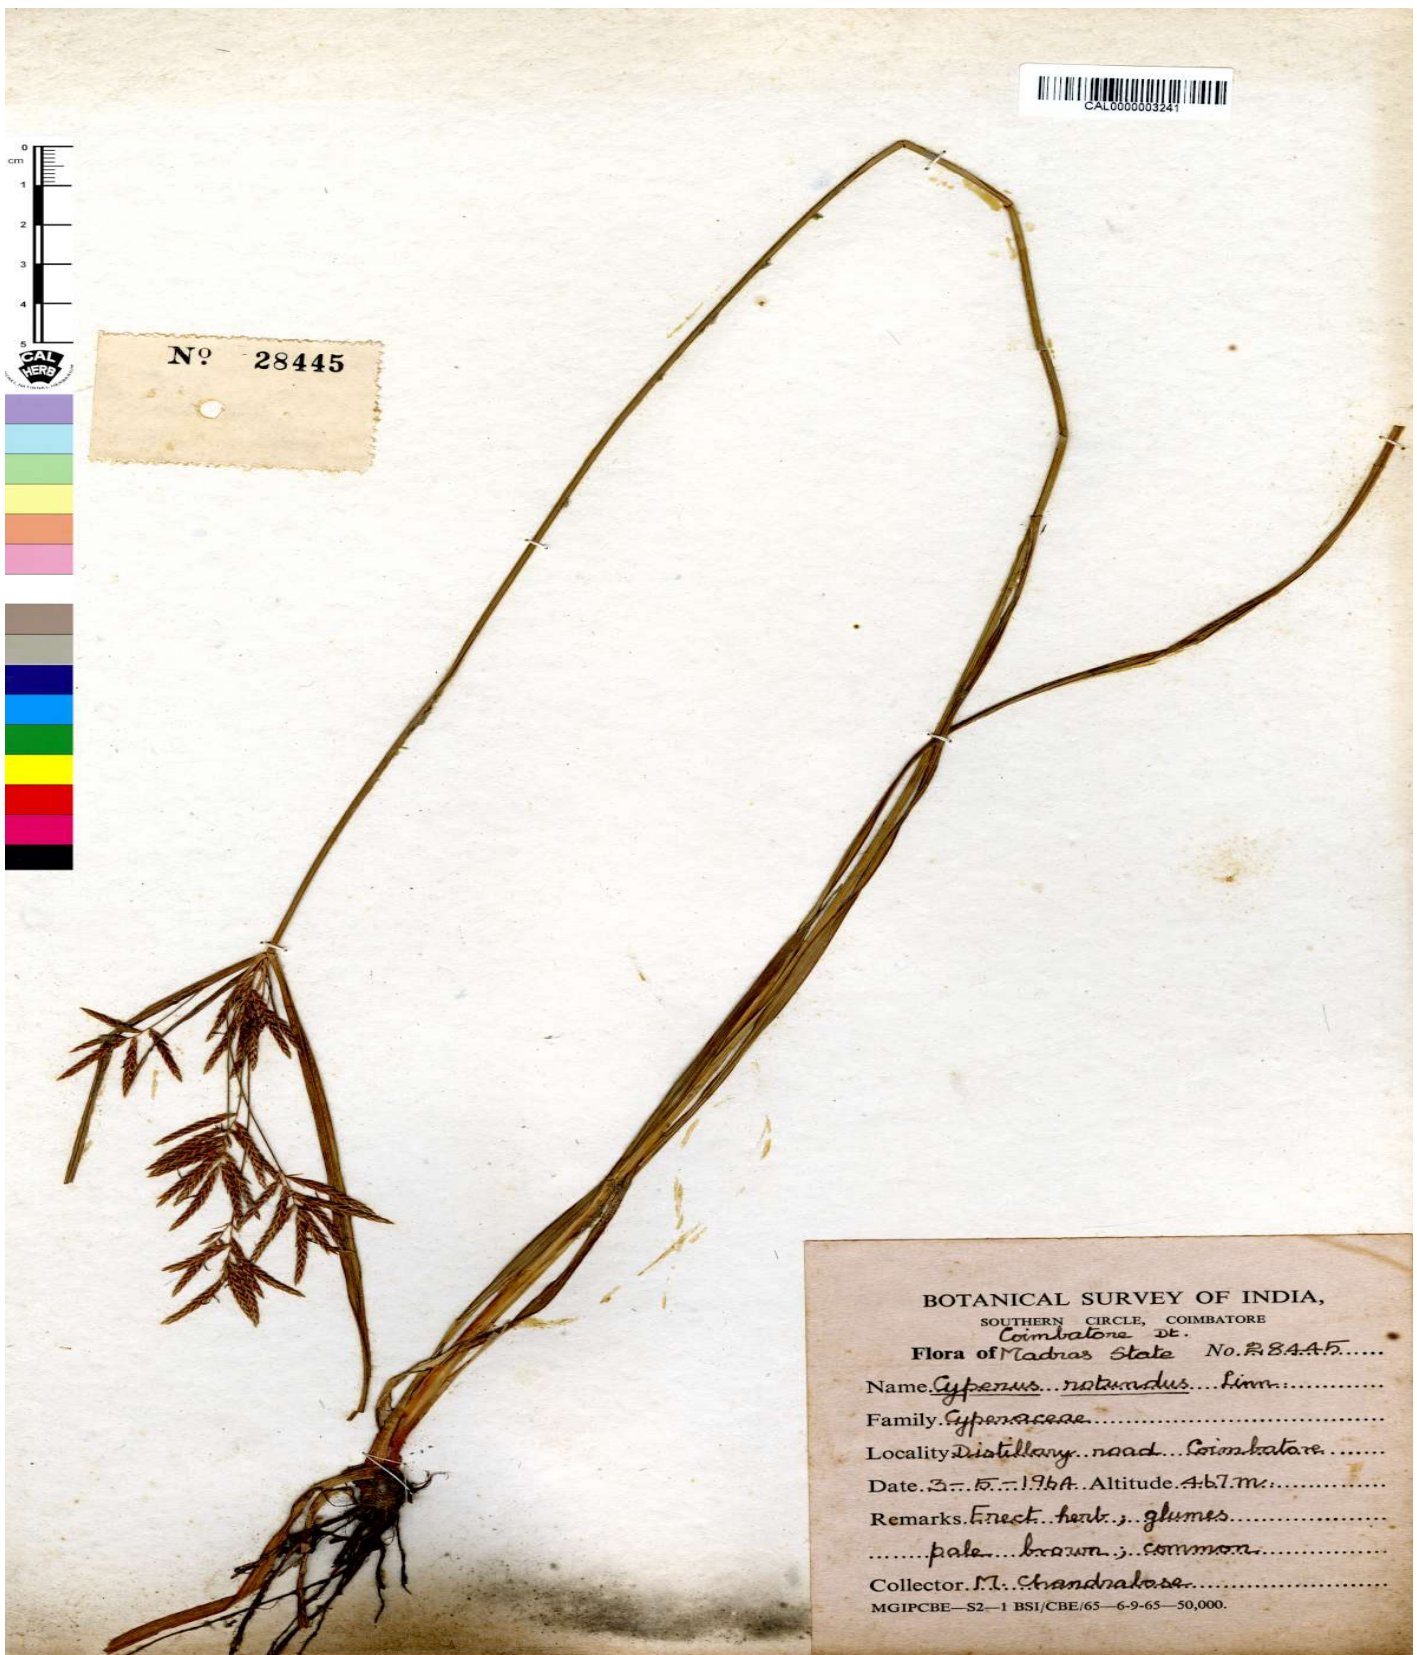 CAL0000003241
0
cm
1
2
3
4
5
CAL
HERB
No 28445
BOTANICAL SURVEY OF INDIA,
SOUTHERN CIRCLE, COIMBATORE
Coimbatore Dt.
Flora of Madras State No. 28445
Name Cyperus rotundus Linn.
Family Cyperaceae
Locality Distillary road Coimbatore
Date 3-5-1964 Altitude 467 m.
Remarks Erect herb; glumes
pale brown; common
Collector M. Chandrabose
MGIPCBE—S2—1 BSI/CBE/65—6-9-65—50,000.